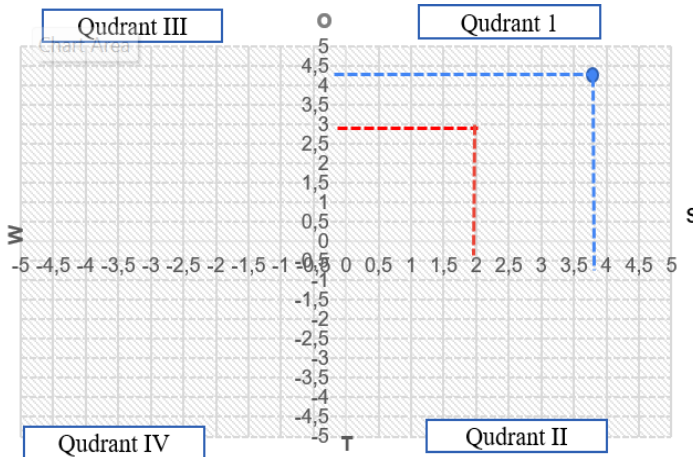 O
Qudrant III
Qudrant 1
Chart Area
5
4,5
4
3,5
3
2,5
2
1,5
1
0,5
0
S
W
-5 -4,5 -4 -3,5 -3 -2,5 -2 -1,5 -1 -0,5 0 0,5 1 1,5 2 2,5 3 3,5 4 4,5 5
-0,5
-1
-1,5
-2
-2,5
-3
-3,5
-4
-4,5
-5
T
Qudrant IV
Qudrant II